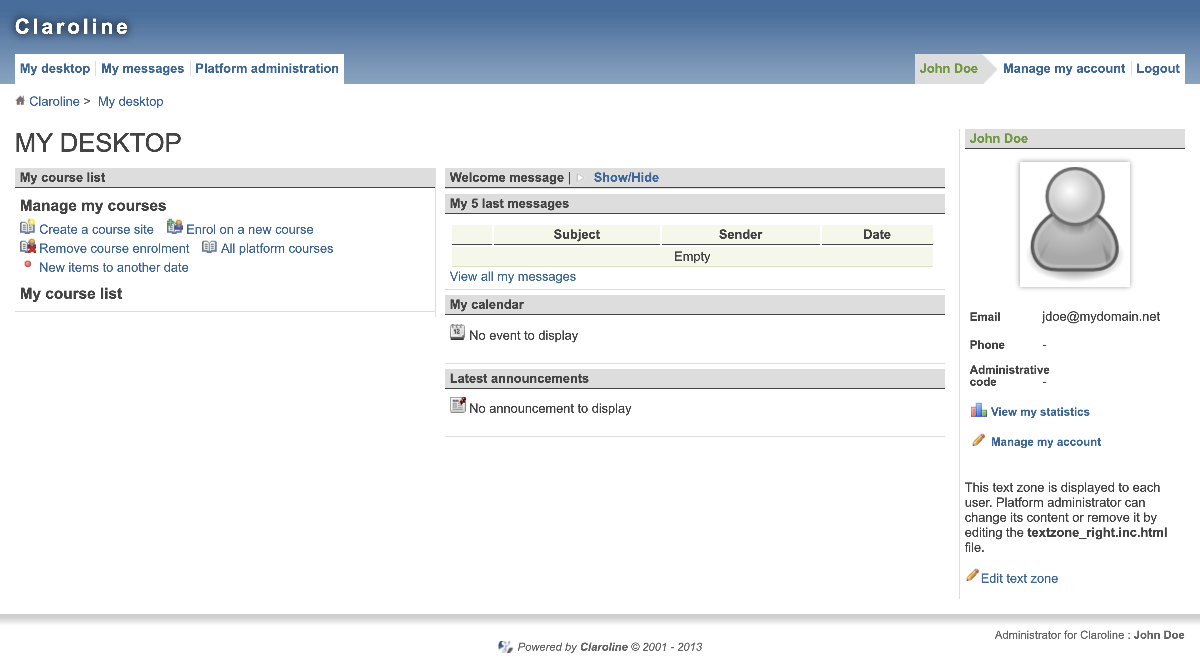 Claroline
My desktop My messages Platform administration
John Doe Manage my account Logout
Claroline > My desktop
MY DESKTOP
My course list
Manage my courses
Create a course site Enrol on a new course
Remove course enrolment All platform courses
New items to another date
My course list
Welcome message | Show/Hide
My 5 last messages
Subject Sender Date
Empty
View all my messages
My calendar
12
No event to display
Latest announcements
No announcement to display
John Doe
Email jdoe@mydomain.net
Phone -
Administrative
code -
View my statistics
Manage my account
This text zone is displayed to each
user. Platform administrator can
change its content or remove it by
editing the textzone_right.inc.html
file.
Edit text zone
Administrator for Claroline : John Doe
Powered by Claroline © 2001 - 2013